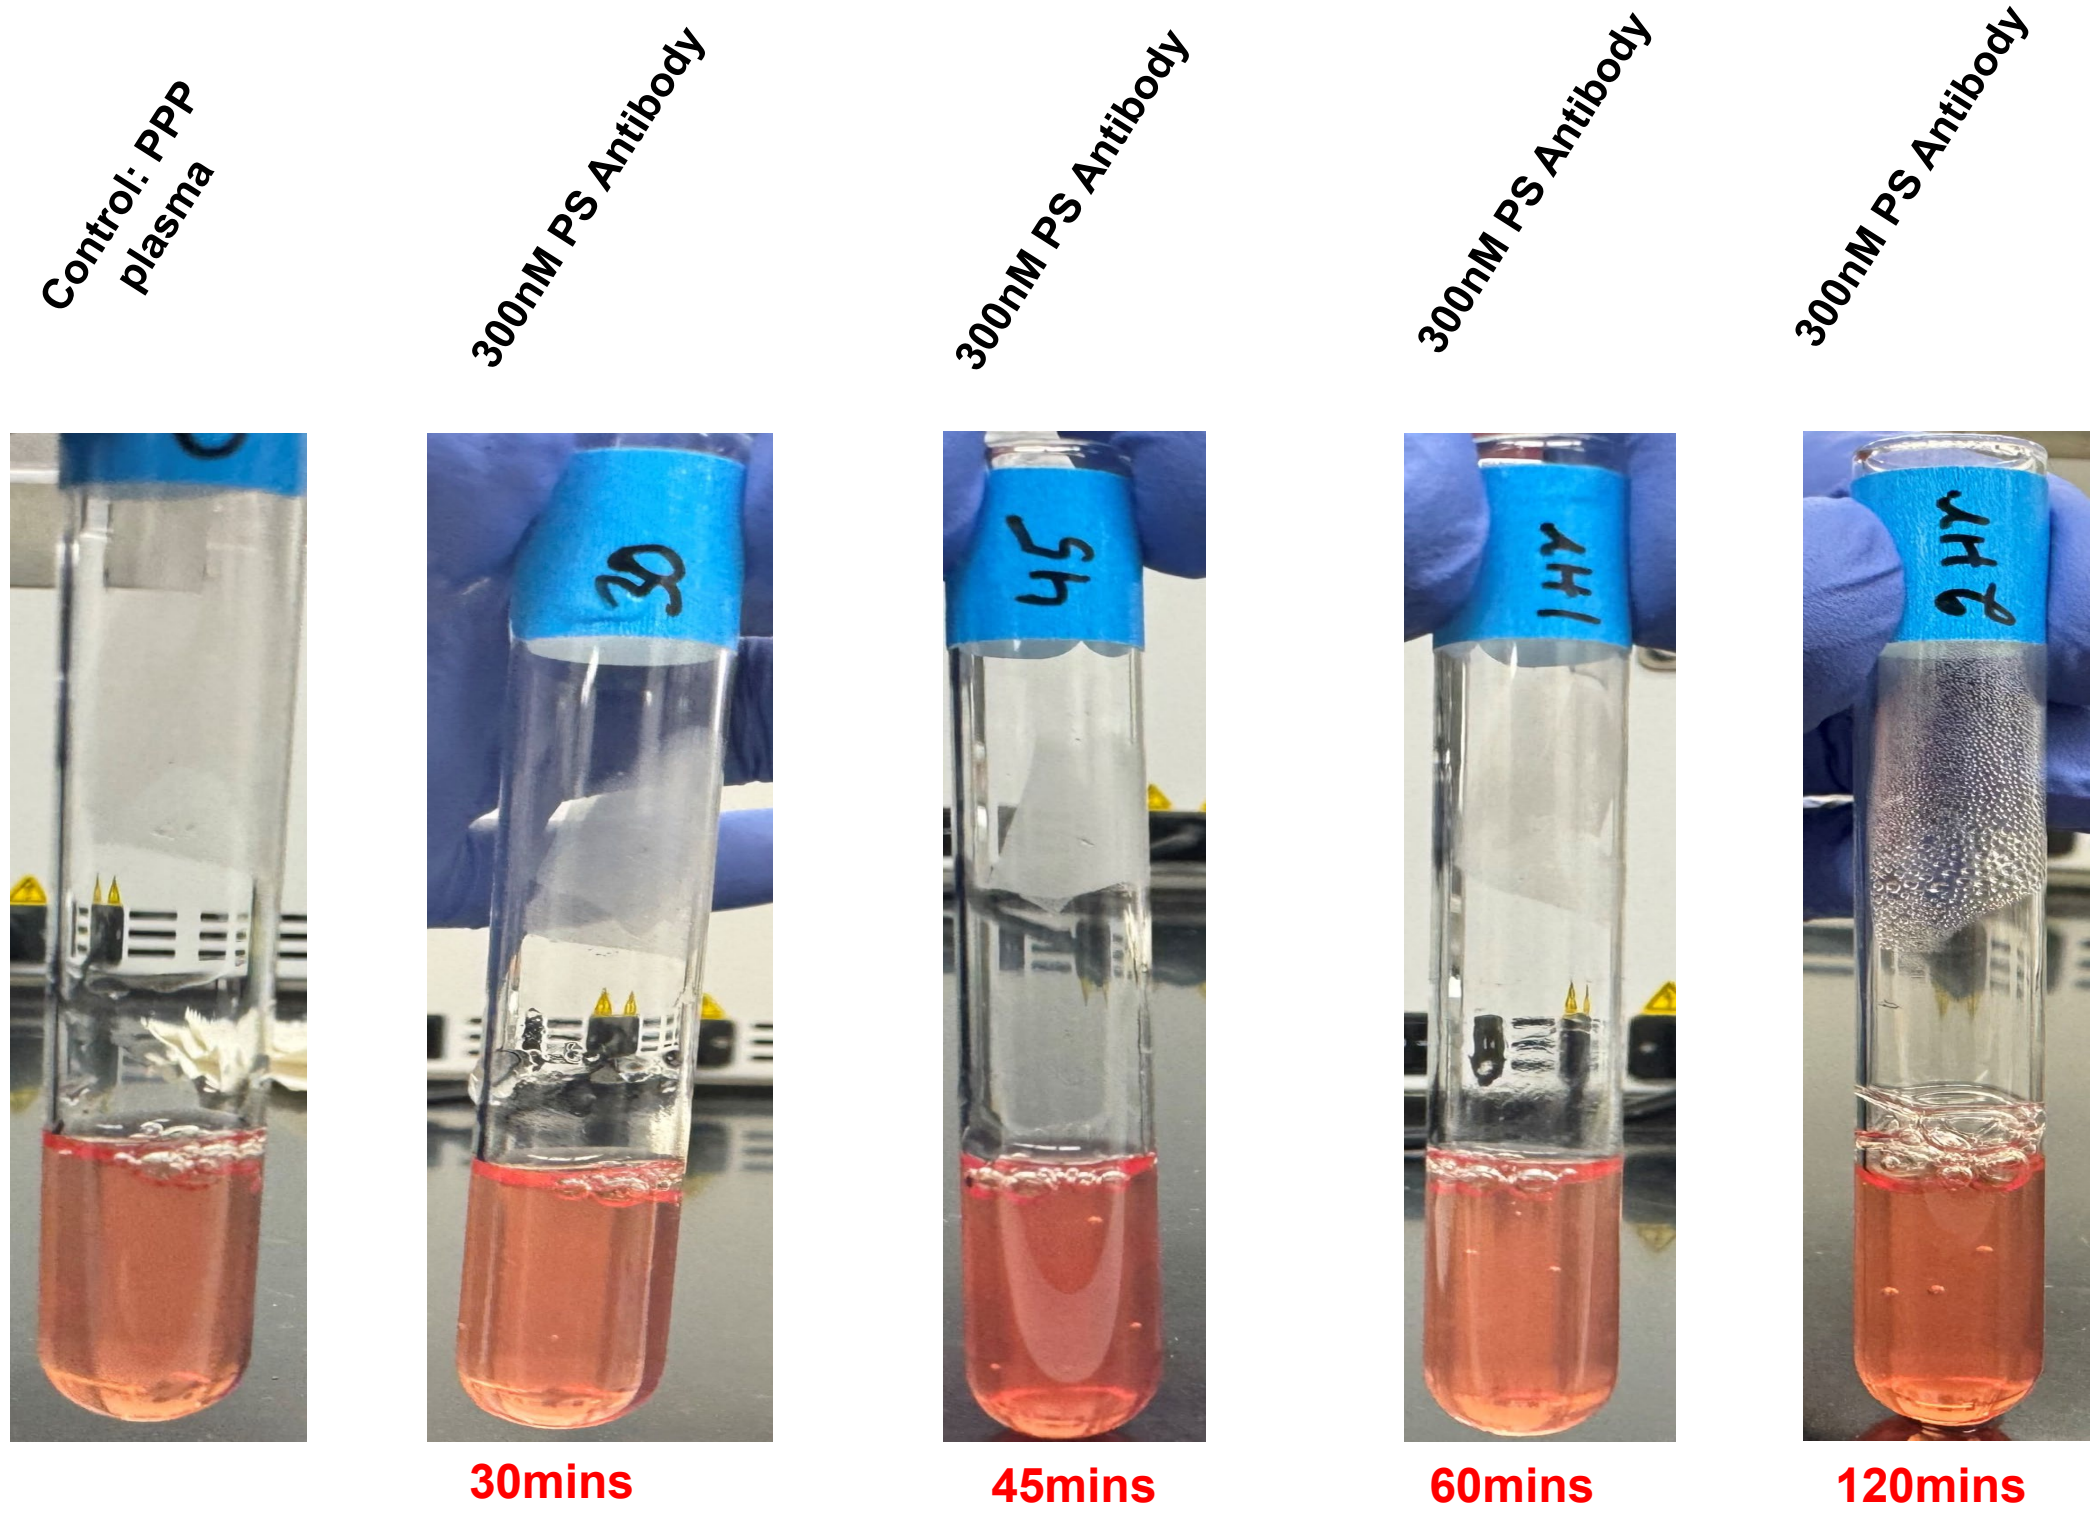 Control: PPP
plasma
300nM PS Antibody
300nM PS Antibody
300nM PS Antibody
300nM PS Antibody
30
45
1Hr
2Hr
30mins
45mins
60mins
120mins